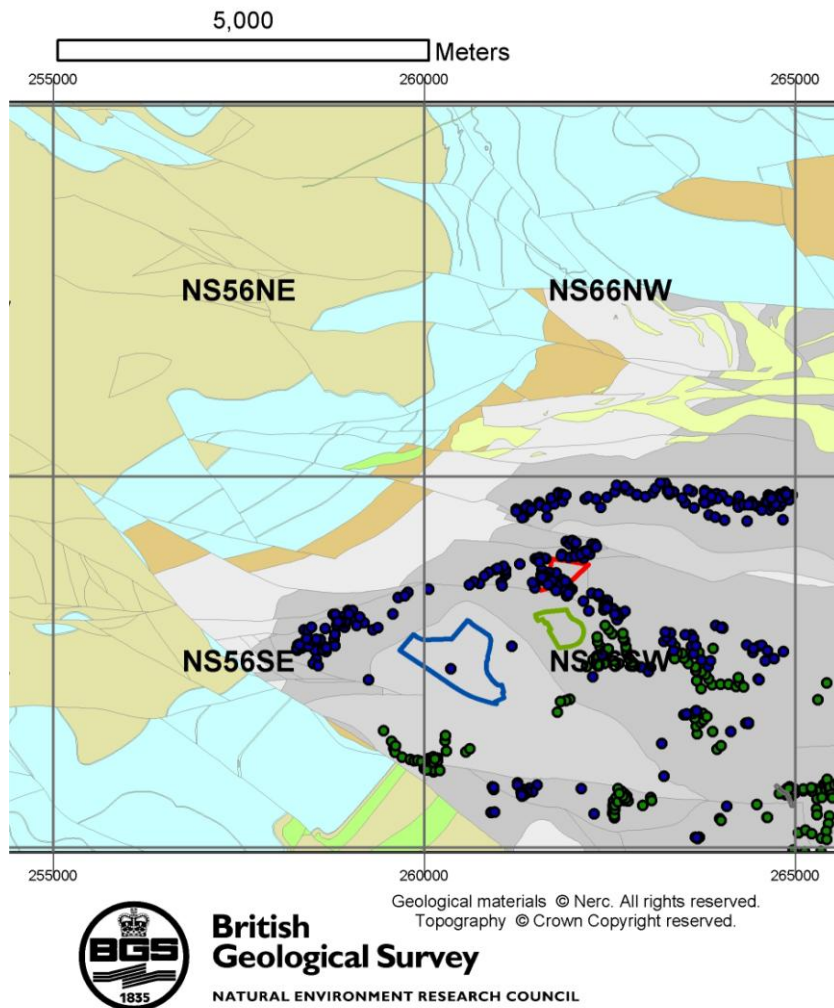 5,000
Meters
255000 260000 265000
NS56NE NS66NW
NS56SE NS66SW
255000 260000 265000
Geological materials © Nerc. All rights reserved.
Topography © Crown Copyright reserved.
BGS
1835
British
Geological Survey
NATURAL ENVIRONMENT RESEARCH COUNCIL